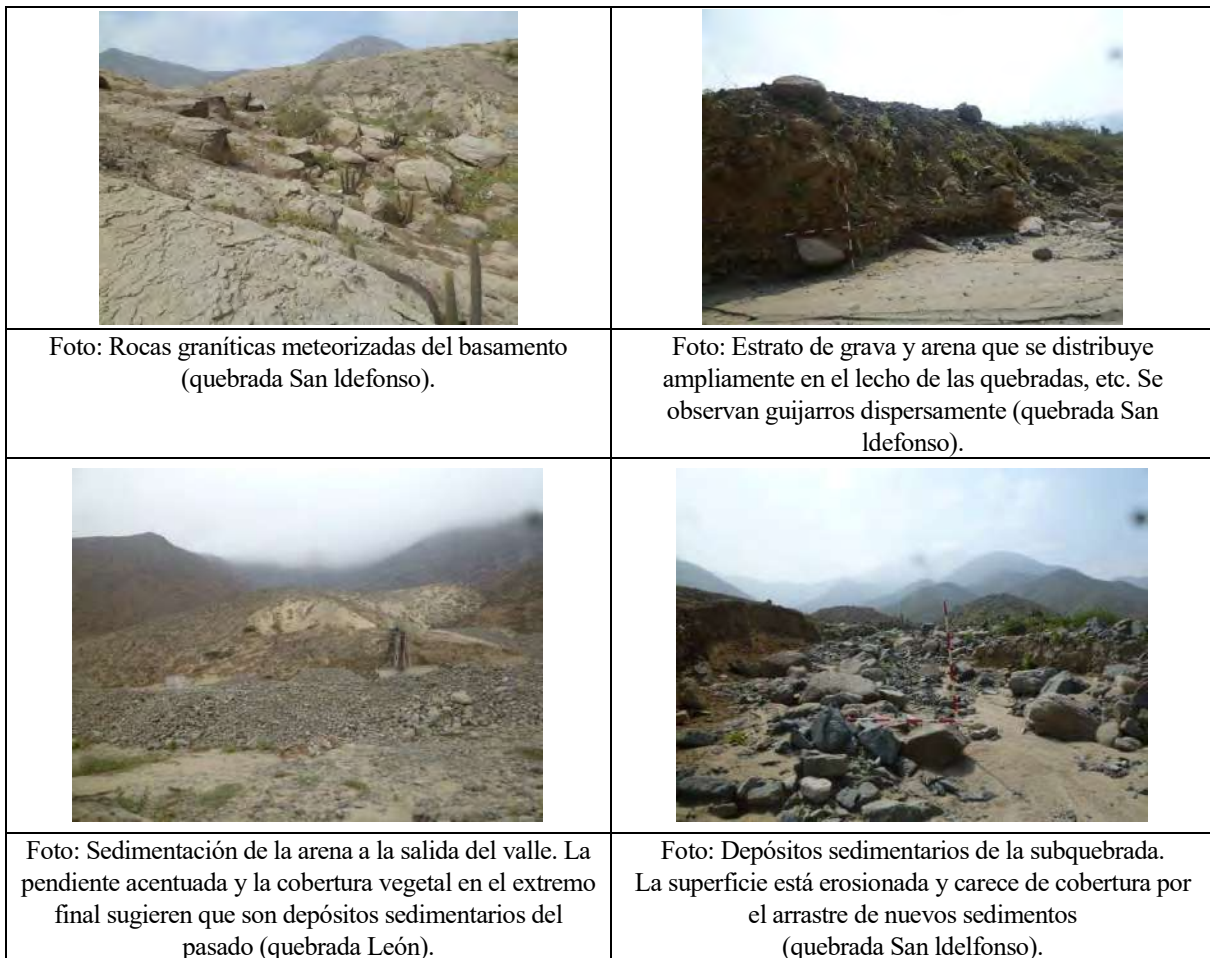 Foto: Rocas graníticas meteorizadas del basamento
(quebrada San ldefonso).
Foto: Estrato de grava y arena que se distribuye
ampliamente en el lecho de las quebradas, etc. Se
observan guijarros dispersamente (quebrada San
ldefonso).
Foto: Sedimentación de la arena a la salida del valle. La
pendiente acentuada y la cobertura vegetal en el extremo
final sugieren que son depósitos sedimentarios del
pasado (quebrada León).
Foto: Depósitos sedimentarios de la subquebrada.
La superficie está erosionada y carece de cobertura por
el arrastre de nuevos sedimentos
(quebrada San ldelfonso).